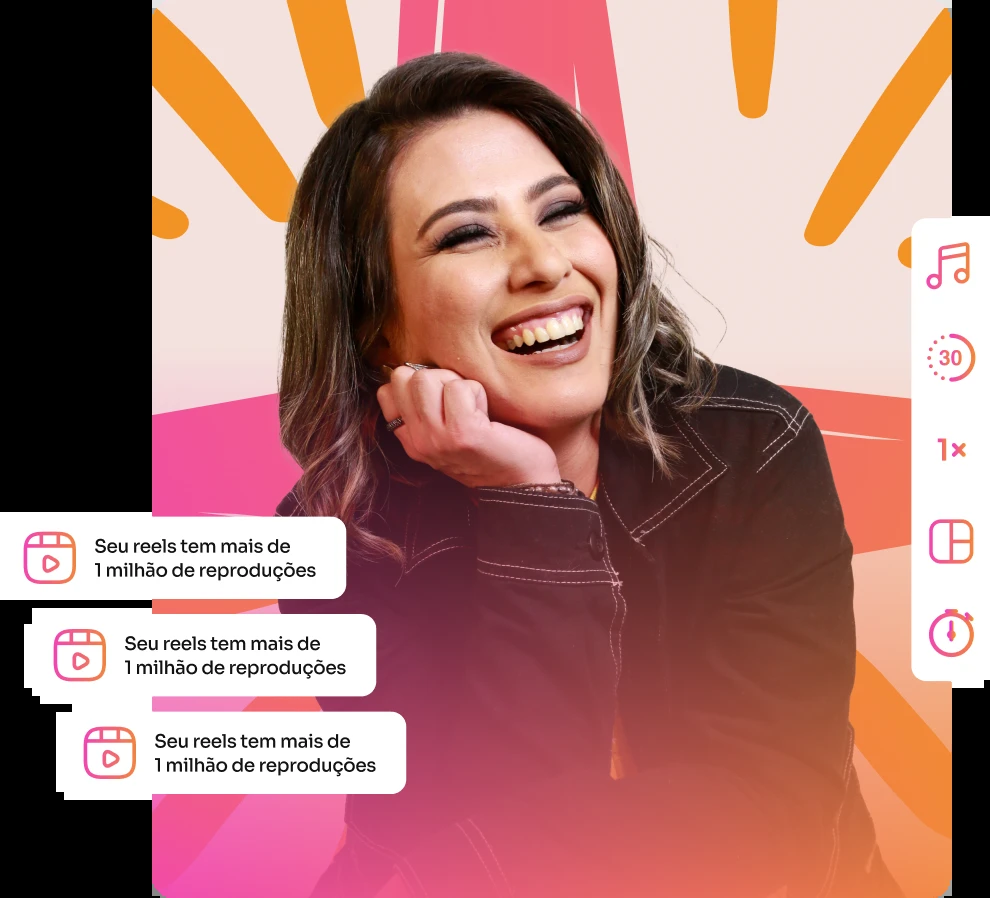 30
1×
Seu reels tem mais de
1 milhão de reproduções
Seu reels tem mais de
1 milhão de reproduções
Seu reels tem mais de
1 milhão de reproduções